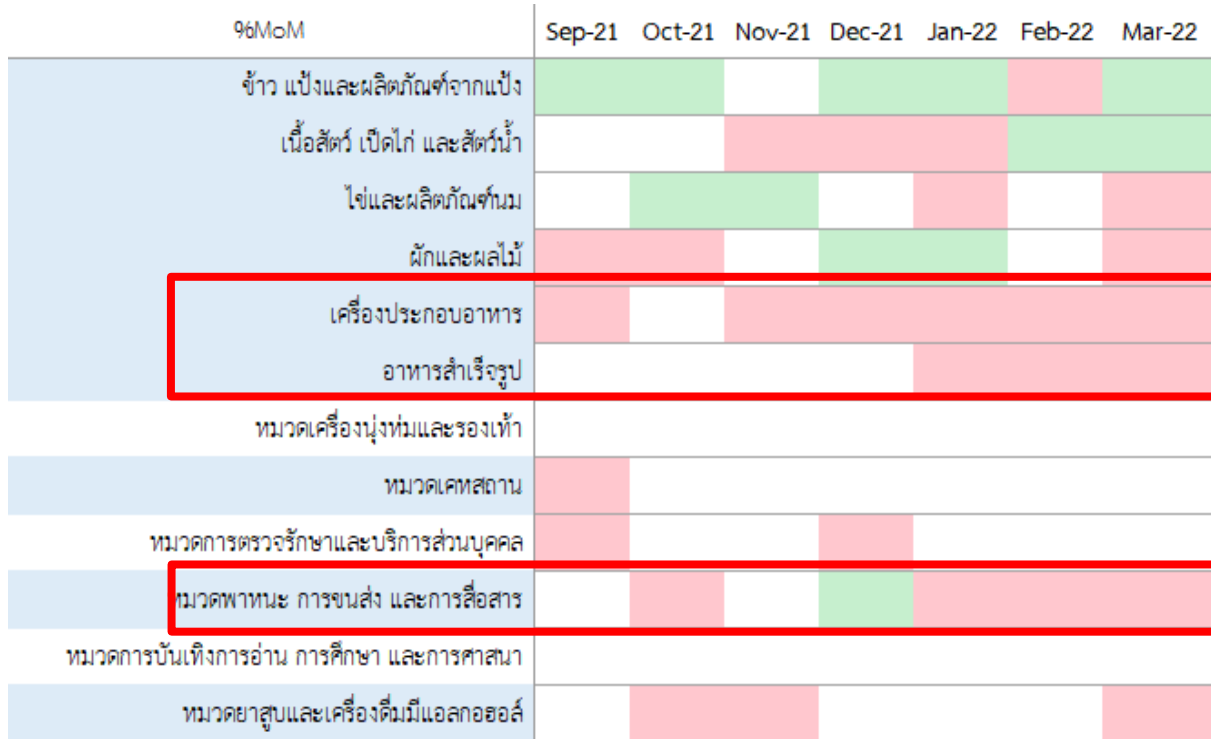 %MoM Sep-21 Oct-21 Nov-21 Dec-21 Jan-22 Feb-22 Mar-22
ข้าว แป้งและผลิตภัณฑ์จากแป้ง
เนื้อสัตว์ เป็ดไก่ และสัตว์น้ำ
ไข่และผลิตภัณฑ์นม
ผักและผลไม้
เครื่องประกอบอาหาร
อาหารสำเร็จรูป
หมวดเครื่องนุ่งห่มและรองเท้า
หมวดเคหสถาน
หมวดการตรวจรักษาและบริการส่วนบุคคล
หมวดพาหนะ การขนส่ง และการสื่อสาร
หมวดการบันเทิงการอ่าน การศึกษา และการศาสนา
หมวดยาสูบและเครื่องดื่มมีแอลกอฮอล์